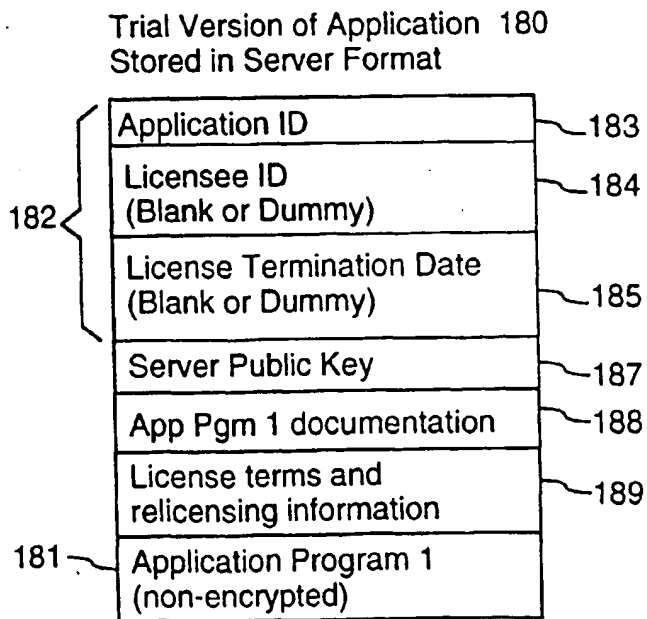 Trial Version of Application 180
Stored in Server Format
Application ID
183
Licensee ID
(Blank or Dummy)
184
182
License Termination Date
(Blank or Dummy)
185
Server Public Key
187
App Pgm 1 documentation
188
License terms and
relicensing information
189
181
Application Program 1
(non-encrypted)